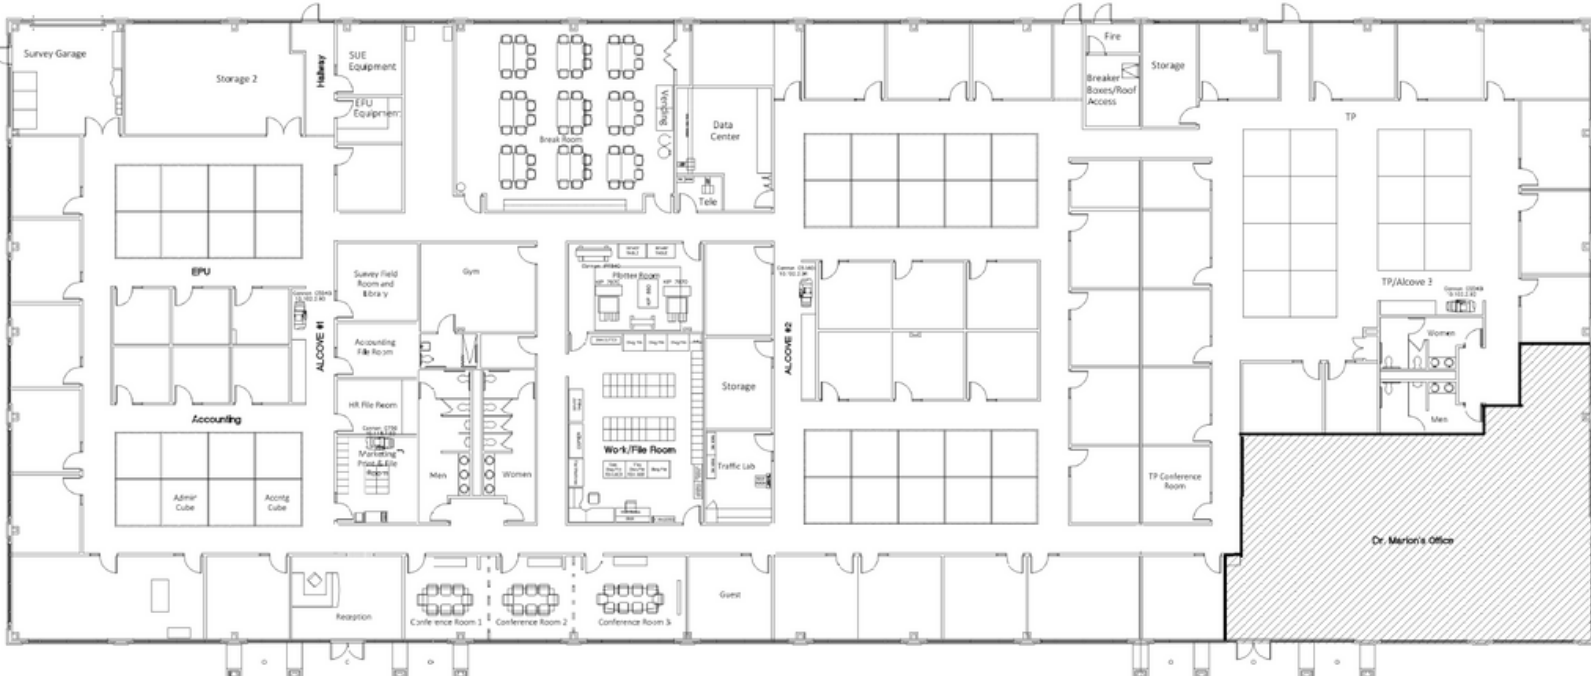 Survey Garage
Storage 2
Hallway
SUE
Equipment
EFU
Equipment
Break Room
Vending
Data
Center
Tele
Fire
Breaker
Boxes/Roof
Access
Storage
TP
EPU
ALCOVE #1
Survey Field
Room and
Library
Gym
Plotter Room
Accounting
File Room
HR File Room
Marketing
Print & File
Room
Men
Women
Storage
Work/File Room
Traffic Lab
ALCOVE #2
TP/Alcove 3
Women
Men
Accounting
Admin
Cube
Accntg
Cube
TP Conference
Room
Dr. Marion's Office
Reception
Conference Room 1
Conference Room 2
Conference Room 3
Guest